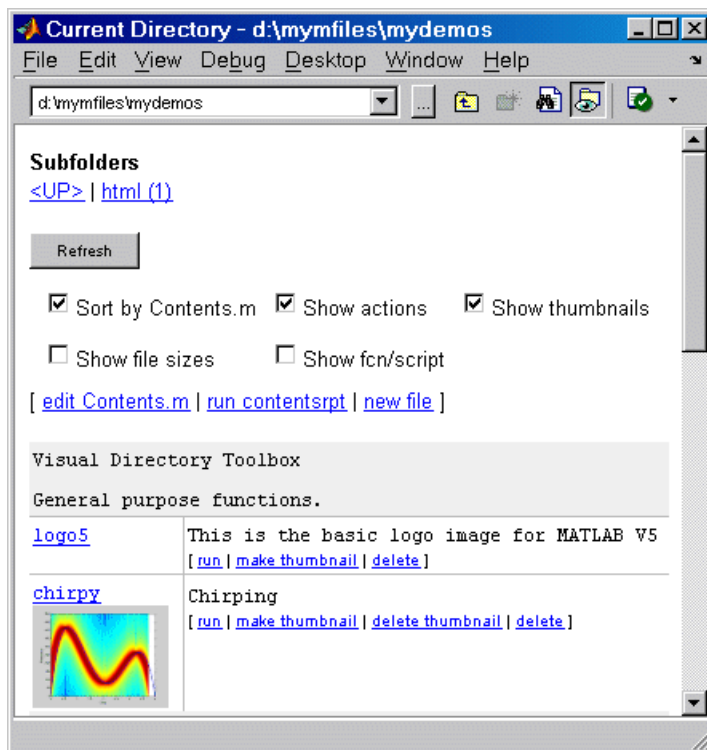 Current Directory - d:\mymfiles\mydemos
File Edit View Debug Desktop Window Help
d:\mymfiles\mydemos ...
Subfolders
<UP> | html (1)
Refresh
Sort by Contents.m Show actions Show thumbnails
Show file sizes Show fcn/script
[ edit Contents.m | run contentsrpt | new file ]
Visual Directory Toolbox
General purpose functions.
logo5 This is the basic logo image for MATLAB V5
[ run | make thumbnail | delete ]
chirpy Chirping
[ run | make thumbnail | delete thumbnail | delete ]